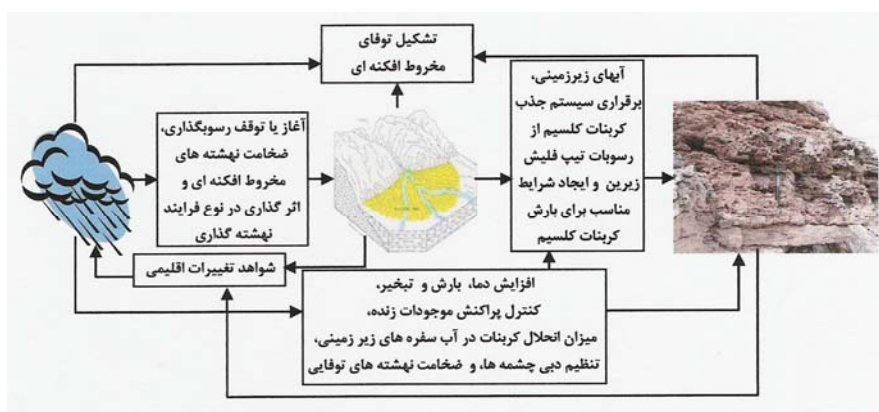 تشکیل توفای
مخروط افکنه ای
آبهای زیرزمینی،
برقراری سیستم جذب
کربنات کلسیم از
رسوبات تیپ فلیش
زیرین و ایجاد شرایط
مناسب برای بارش
کربنات کلسیم
آغاز یا توقف رسوبگذاری،
ضخامت نهشته های
مخروط افکنه ای و
اثر گذاری در نوع فرایند
نهشته گذاری
شواهد تغییرات اقلیمی
افزایش دما، بارش و تبخیر،
کنترل پراکنش موجودات زنده،
میزان انحلال کربنات در آب سفره های زیر زمینی،
تنظیم دبی چشمه ها، و ضخامت نهشته های توفایی